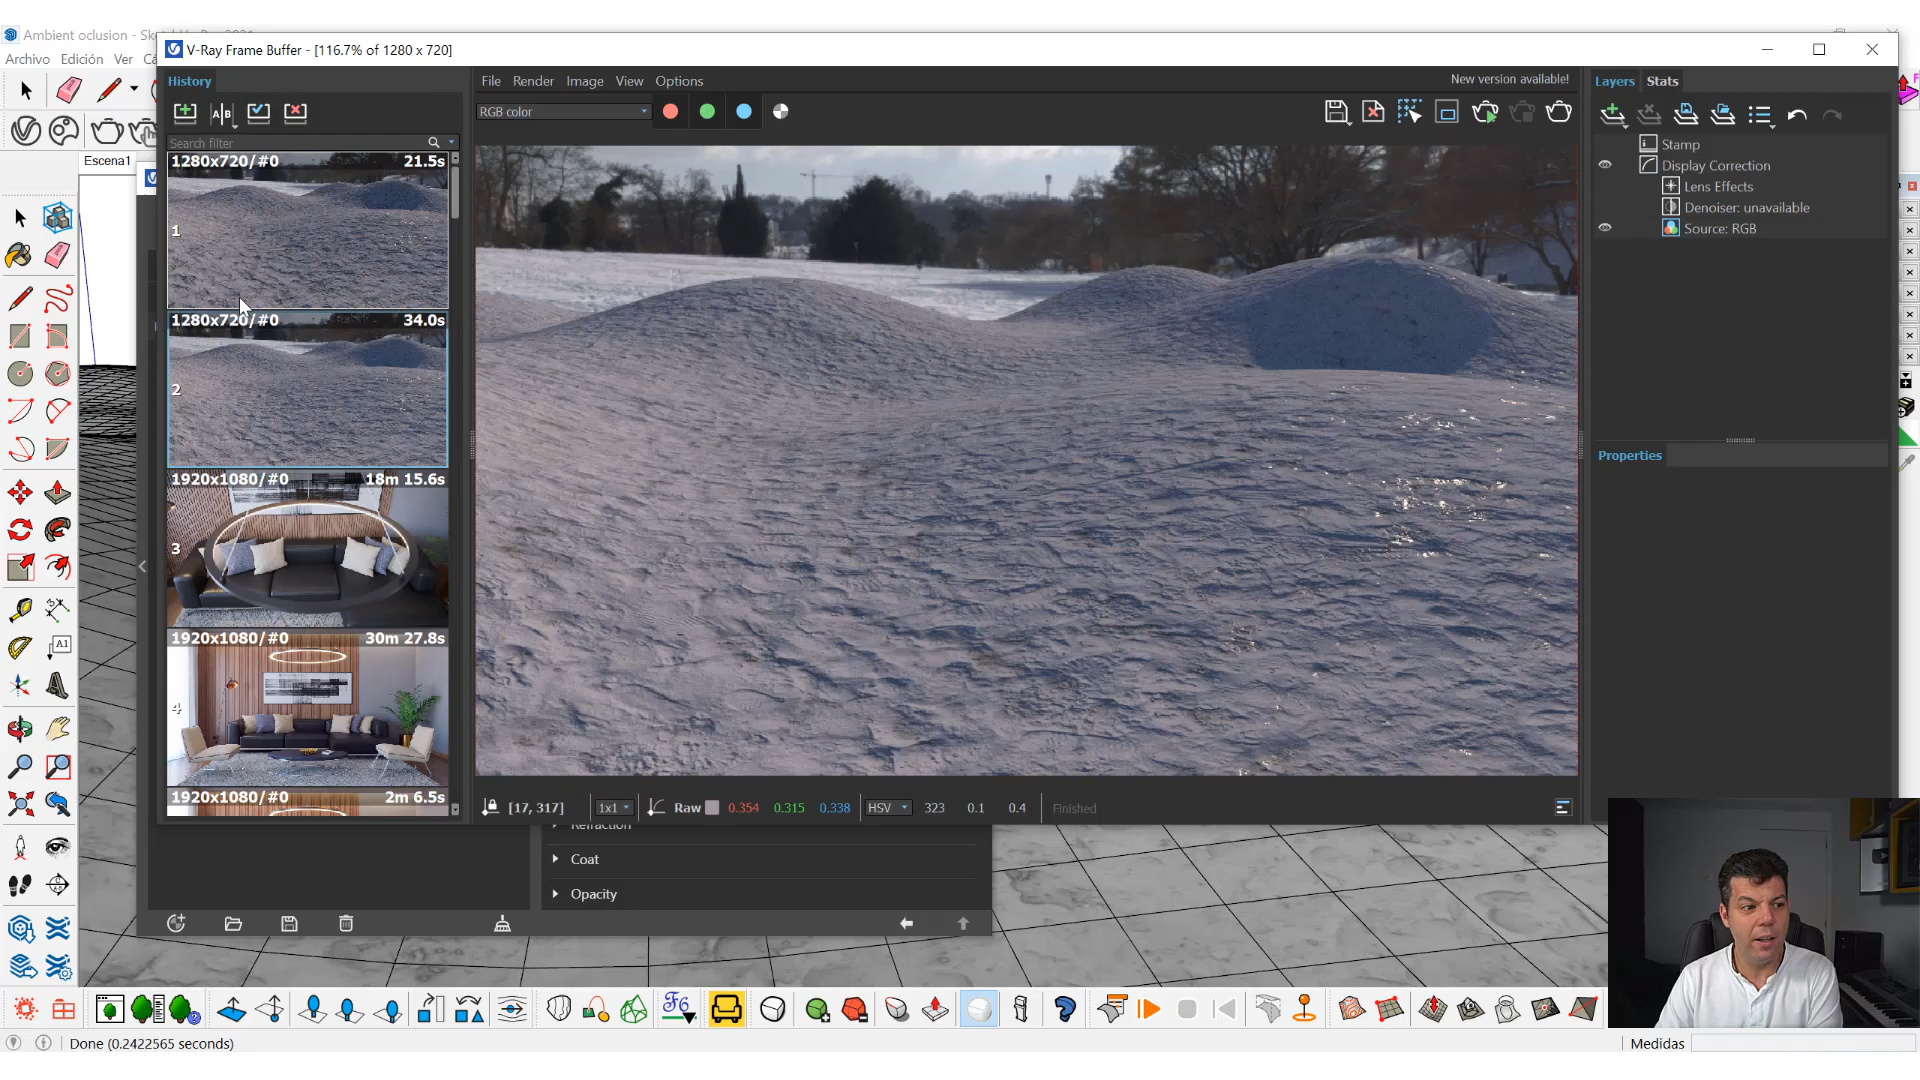 Ambient oclusion - Sk
V-Ray Frame Buffer - [116.7% of 1280 x 720]
Archivo Edición Ver
History
File Render Image View Options
New version available!
Layers Stats
A|B
RGB color
Search filter
Escena1
1280x720/#0 21.5s
1
1280x720/#0 34.0s
2
1920x1080/#0 18m 15.6s
3
1920x1080/#0 30m 27.8s
4
1920x1080/#0 2m 6.5s
Stamp
Display Correction
Lens Effects
Denoiser: unavailable
Source: RGB
Properties
[17, 317] 1x1 Raw 0.354 0.315 0.338 HSV 323 0.1 0.4 Finished
Refraction
Coat
Opacity
Done (0.2422565 seconds)
Medidas